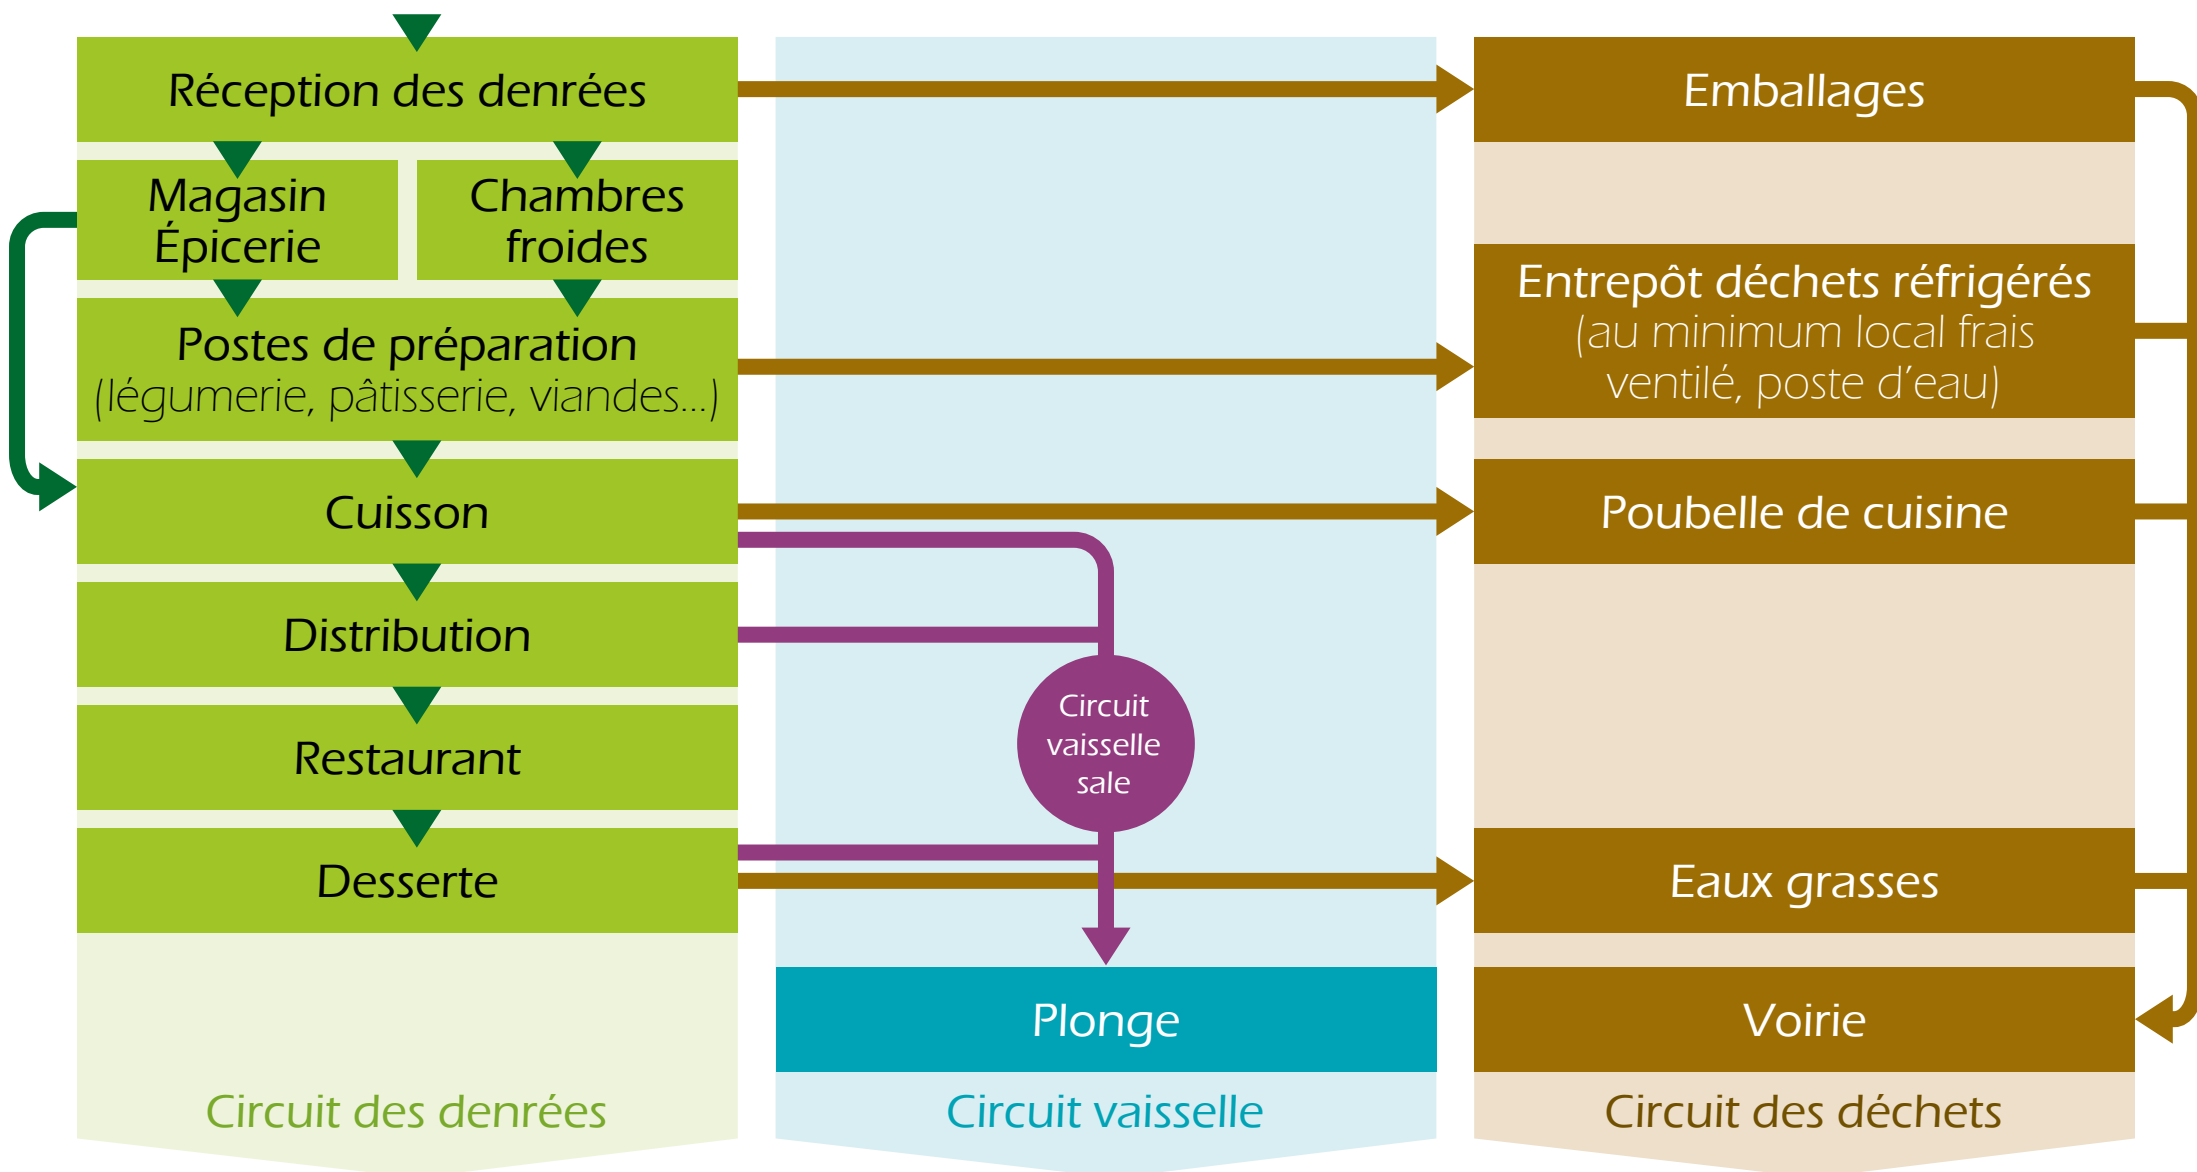 Réception des denrées
Emballages
Magasin
Épicerie
Chambres
froides
Entrepôt déchets réfrigérés
(au minimum local frais
ventilé, poste d'eau)
Postes de préparation
(légumerie, pâtisserie, viandes...)
Cuisson
Poubelle de cuisine
Distribution
Restaurant
Circuit
vaisselle
sale
Desserte
Eaux grasses
Plonge
Voirie
Circuit des denrées
Circuit vaisselle
Circuit des déchets